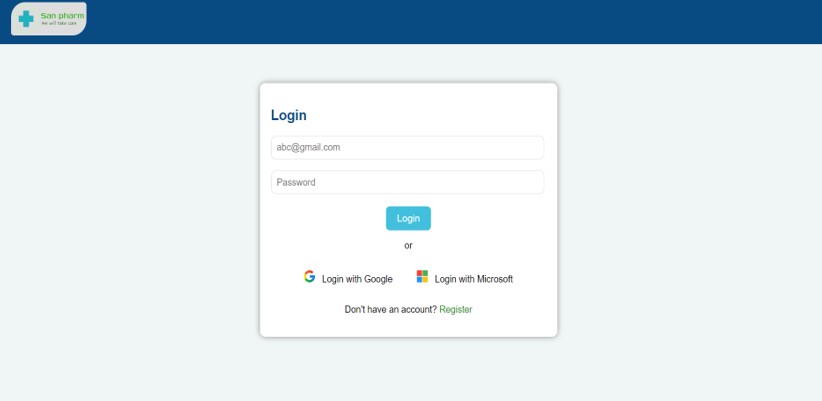 San pharm
We will take care
Login
abc@gmail.com
Password
Login
or
Login with Google Login with Microsoft
Don't have an account? Register